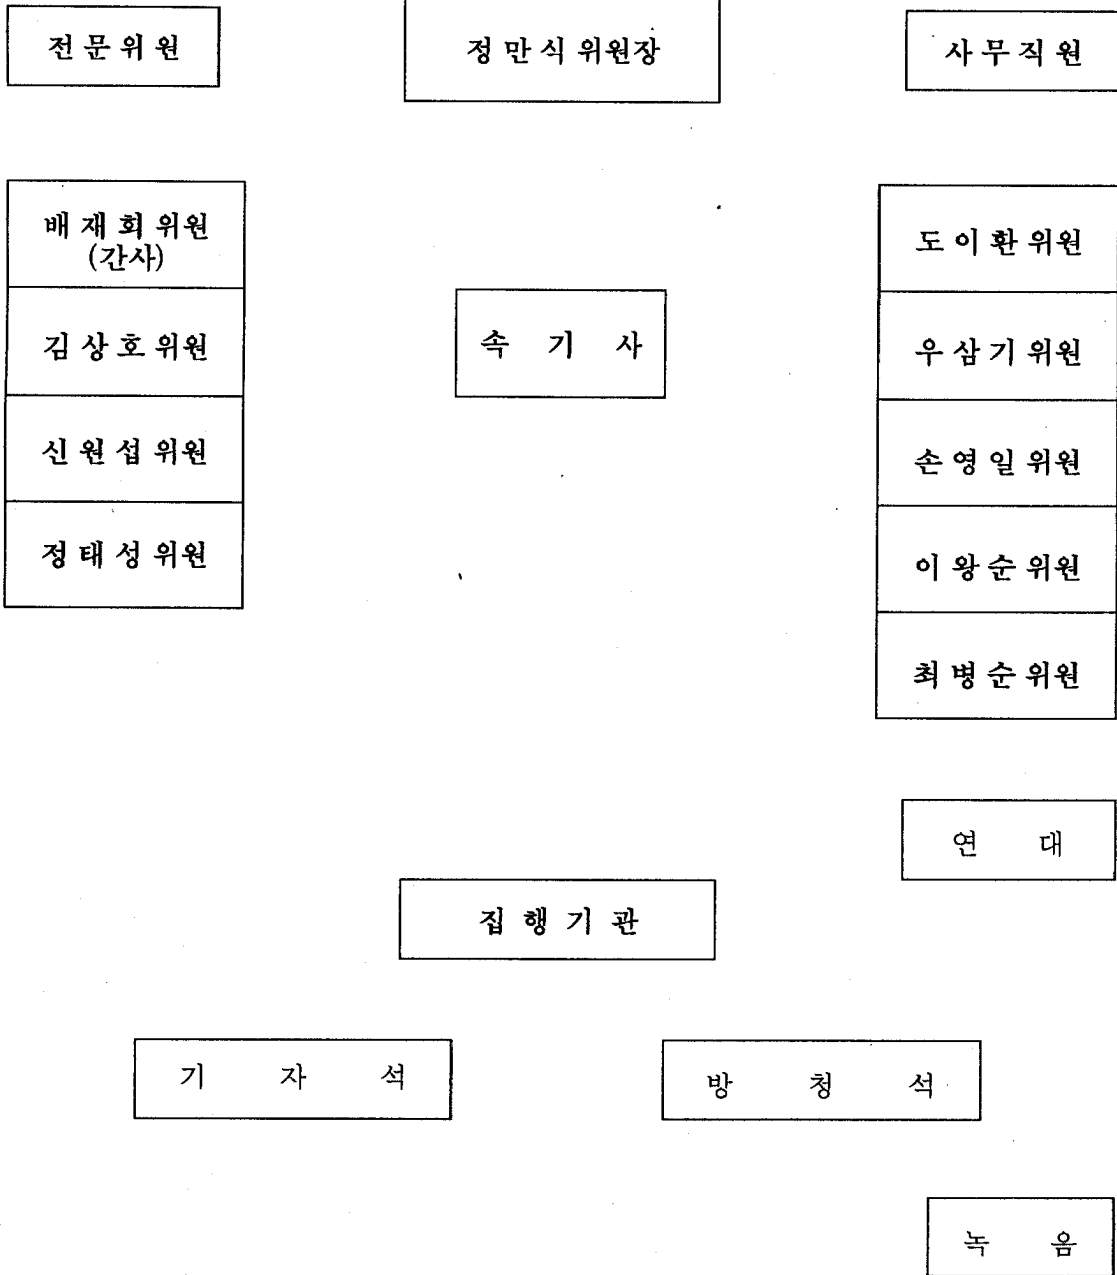 전문위원
정만식위원장
사무직원
배재회위원
(간사)
김상호위원
신원섭위원
정태성위원
속 기 사
도이환위원
우삼기위원
손영일위원
이왕순위원
최병순위원
연 대
집행기관
기 자 석
방 청 석
녹 음